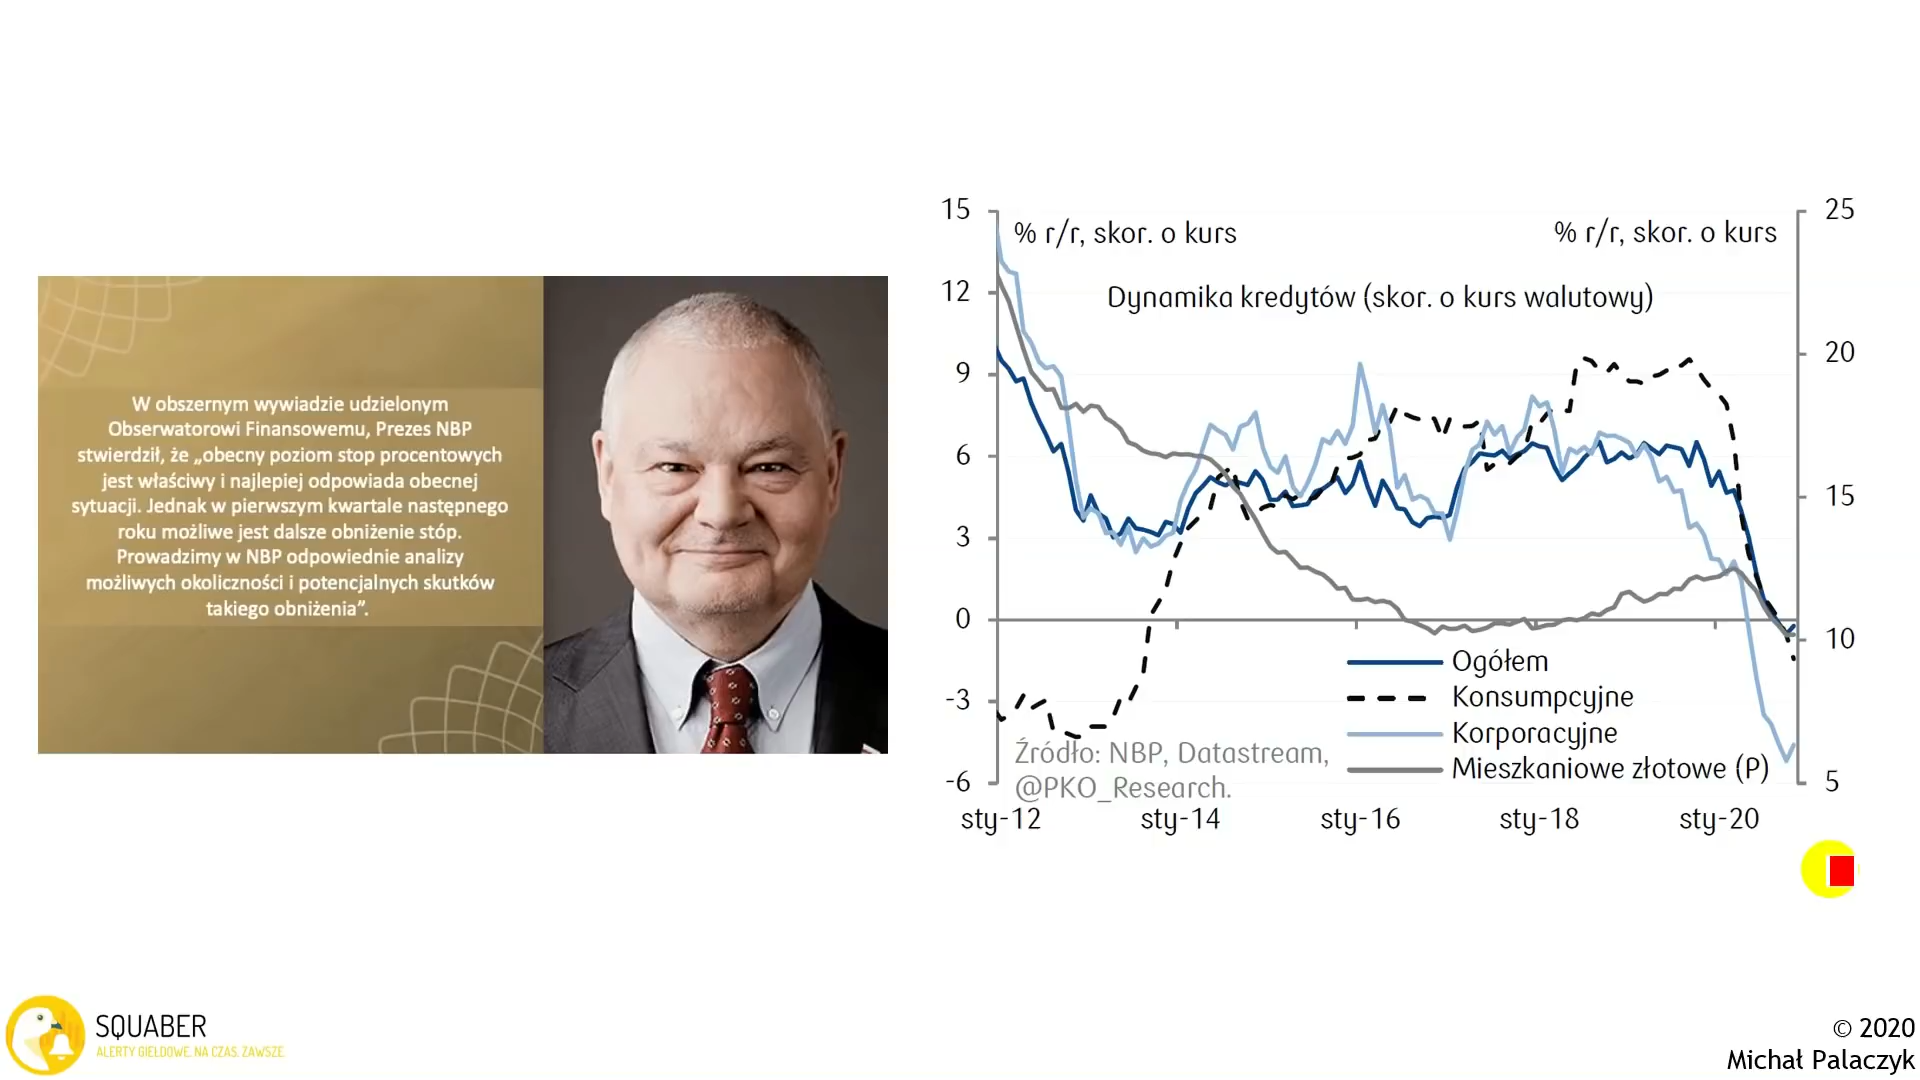 W obszernym wywiadzie udzielonym
Obserwatorowi Finansowemu, Prezes NBP
stwierdził, że „obecny poziom stop procentowych
jest właściwy i najlepiej odpowiada obecnej
sytuacji. Jednak w pierwszym kwartale następnego
roku możliwe jest dalsze obniżenie stóp.
Prowadzimy w NBP odpowiednie analizy
możliwych okoliczności i potencjalnych skutków
takiego obniżenia”.
15
12
9
6
3
0
-3
-6
% r/r, skor. o kurs
% r/r, skor. o kurs
Dynamika kredytów (skor. o kurs walutowy)
25
20
15
10
5
Ogółem
Konsumpcyjne
Korporacyjne
Mieszkaniowe złotowe (P)
Źródło: NBP, Datastream,
@PKO_Research.
sty-12
sty-14
sty-16
sty-18
sty-20
SQUABER
ALERTY GIEŁDOWE. NA CZAS. ZAWSZE.
© 2020
Michał Palaczyk